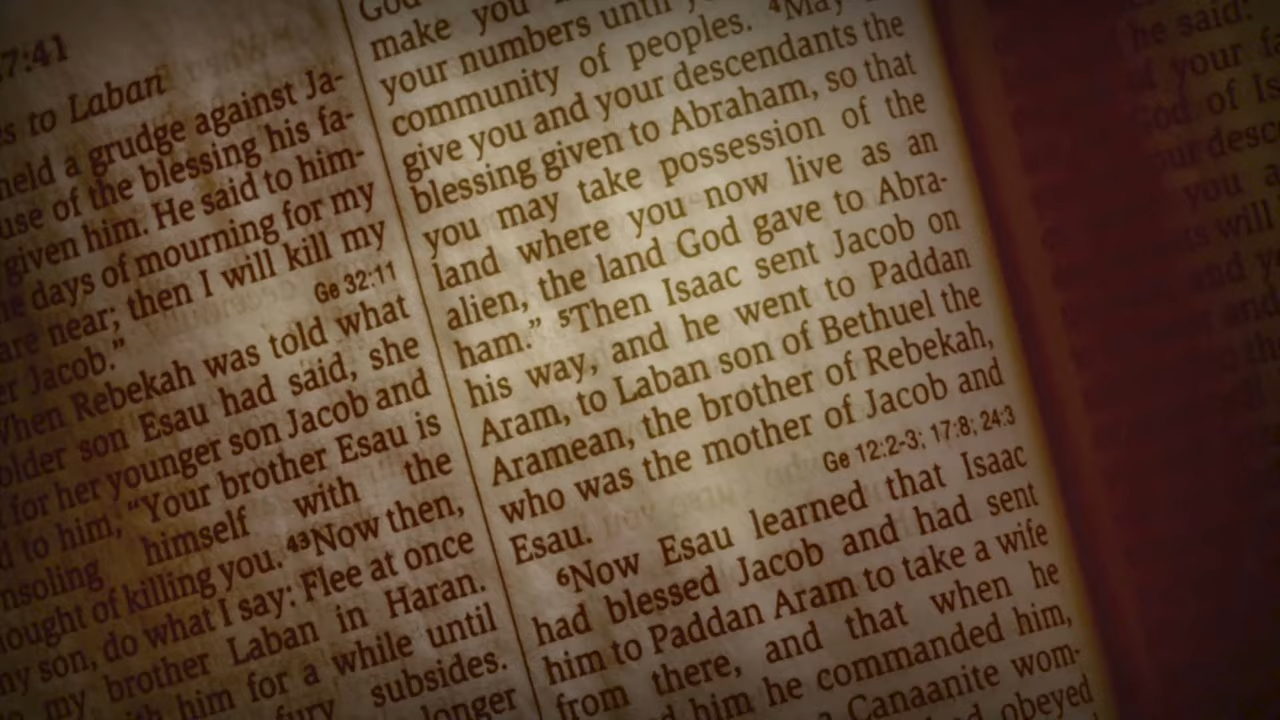 7:41
to Laban
held a grudge against Ja-
of the blessing his fa-
given him. He said to him-
days of mourning for my
near; then I will kill my
Jacob.”
Ge 32:11
Rebekah was told what
son Esau had said, she
for her younger son Jacob and
to him, “Your brother Esau is
himself with the
of killing you. ⁴³Now then,
son, do what I say: Flee at once
my brother Laban in Haran.
him for a while until
fury subsides.
longer
God
make you
your numbers until
community of peoples. ⁴May
give you and your descendants the
blessing given to Abraham, so that
you may take possession of the
land where you now live as an
alien, the land God gave to Abra-
ham.” ⁵Then Isaac sent Jacob on
his way, and he went to Paddan
Aram, to Laban son of Bethuel the
Aramean, the brother of Rebekah,
who was the mother of Jacob and
Esau.
Ge 12:2-3; 17:8; 24:3
⁶Now Esau learned that Isaac
had blessed Jacob and had sent
him to Paddan Aram to take a wife
from there, and that when he
him he commanded him,
Canaanite wom-
obeyed
he said:
of your
God of